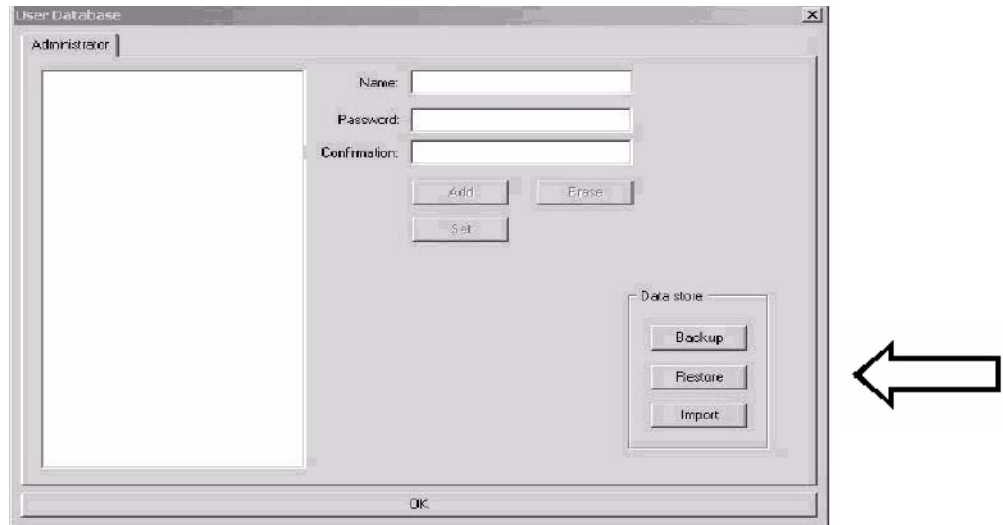 User Database
Administrator
Name:
Password:
Confirmation:
Add Erase
Set
Data store
Backup
Restore
Import
OK